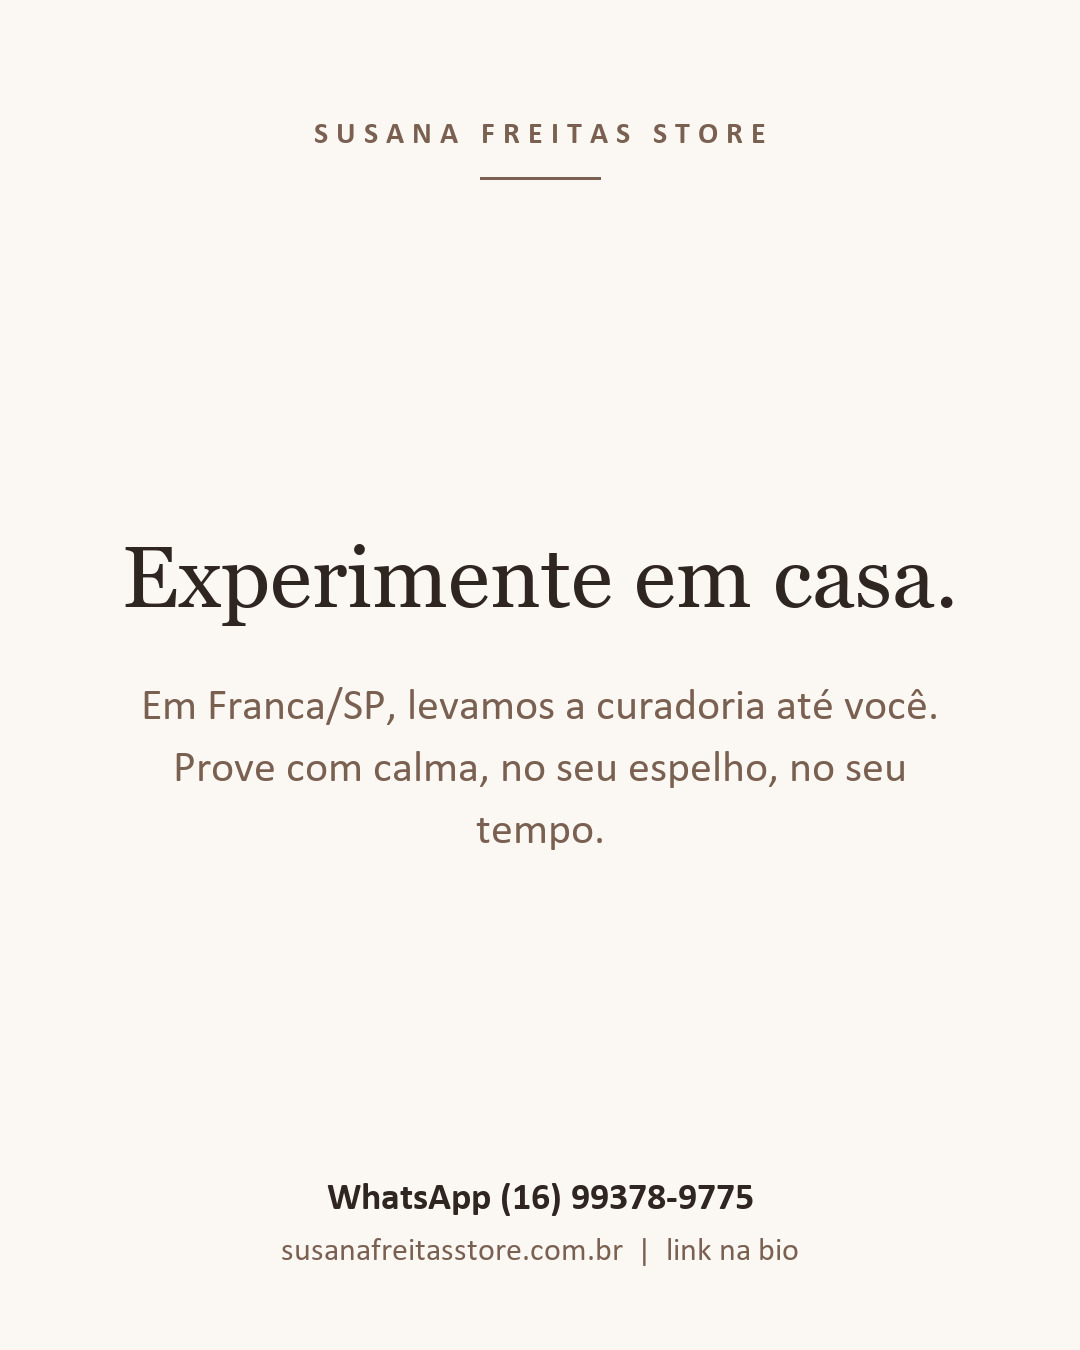 SUSANA FREITAS STORE
Experimente em casa.
Em Franca/SP, levamos a curadoria até você.
Prove com calma, no seu espelho, no seu
tempo.
WhatsApp (16) 99378-9775
susanafreitasstore.com.br | link na bio